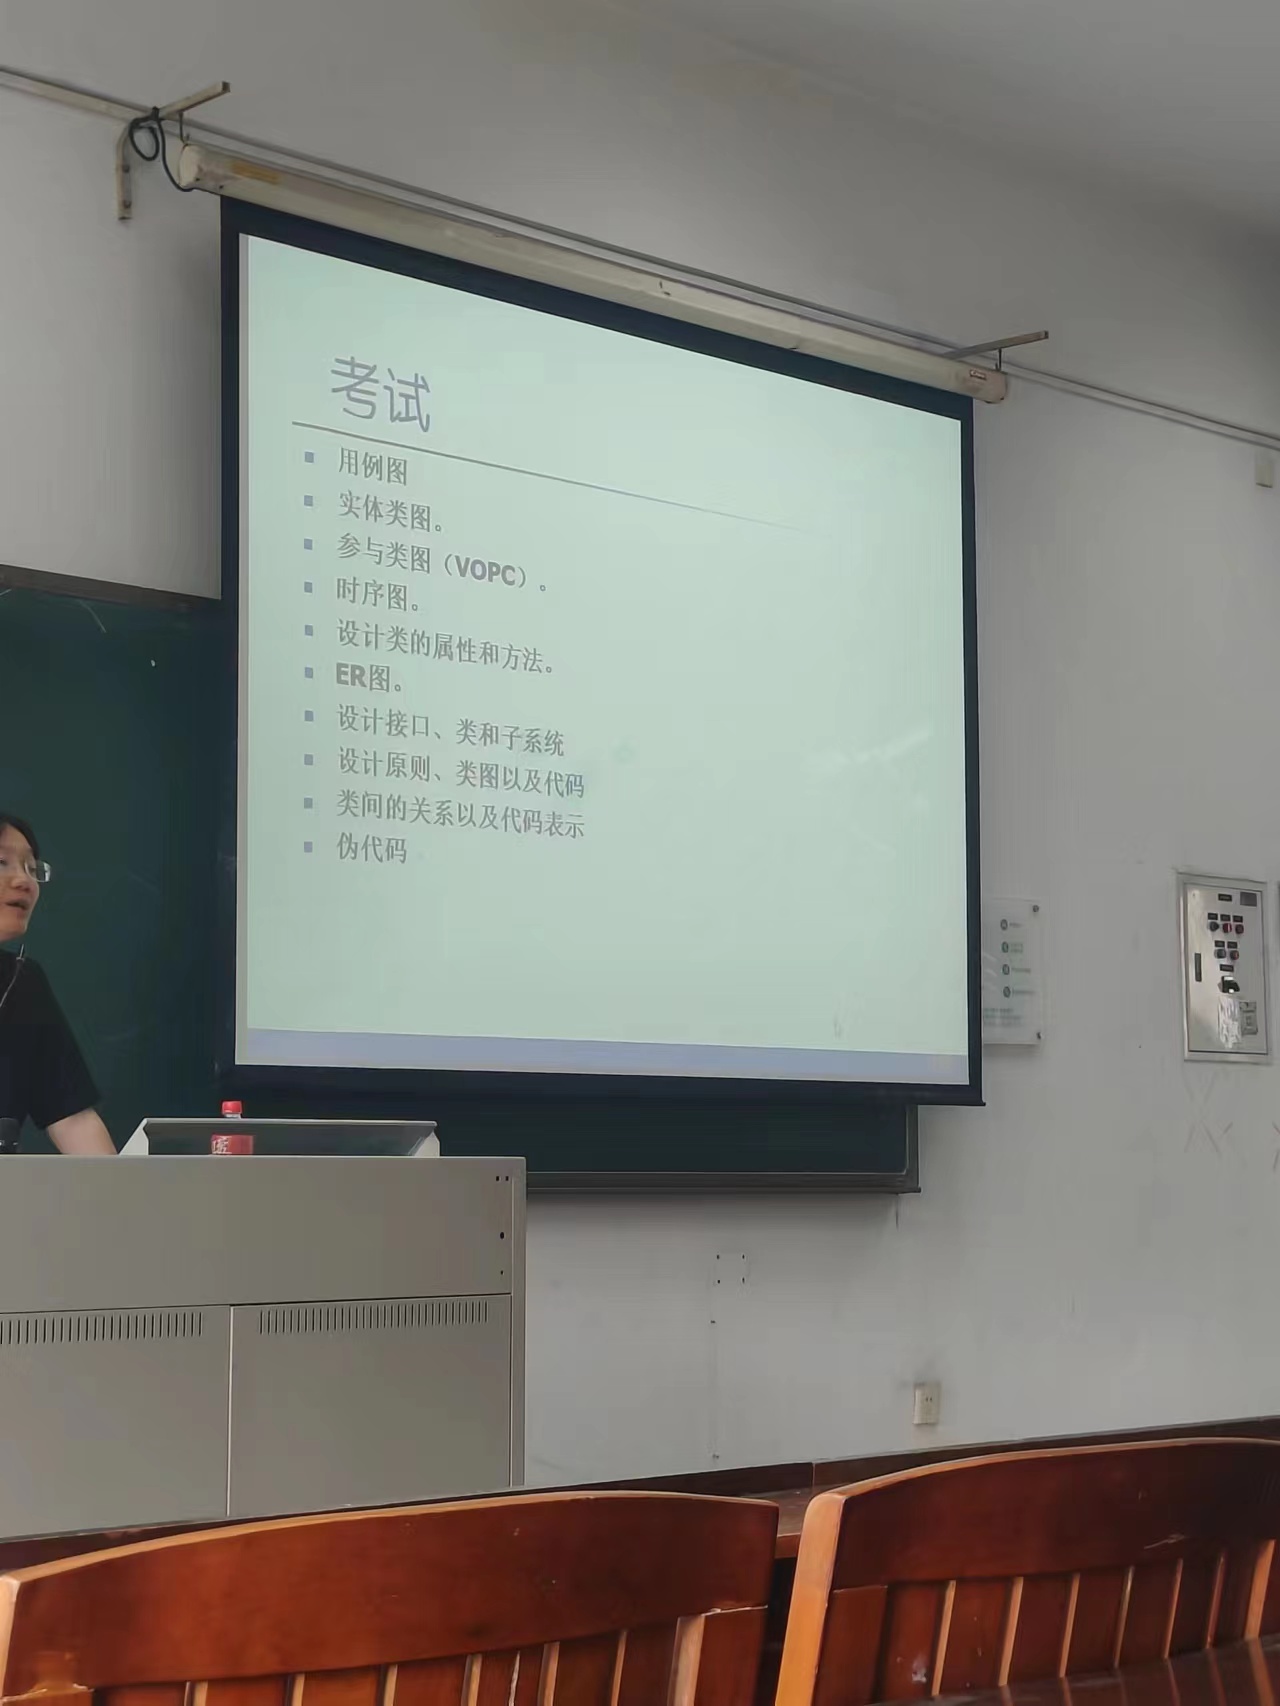 考试
用例图
实体类图。
参与类图（VOPC）。
时序图。
设计类的属性和方法。
ER图。
设计接口、类和子系统
设计原则、类图以及代码
类间的关系以及代码表示
伪代码